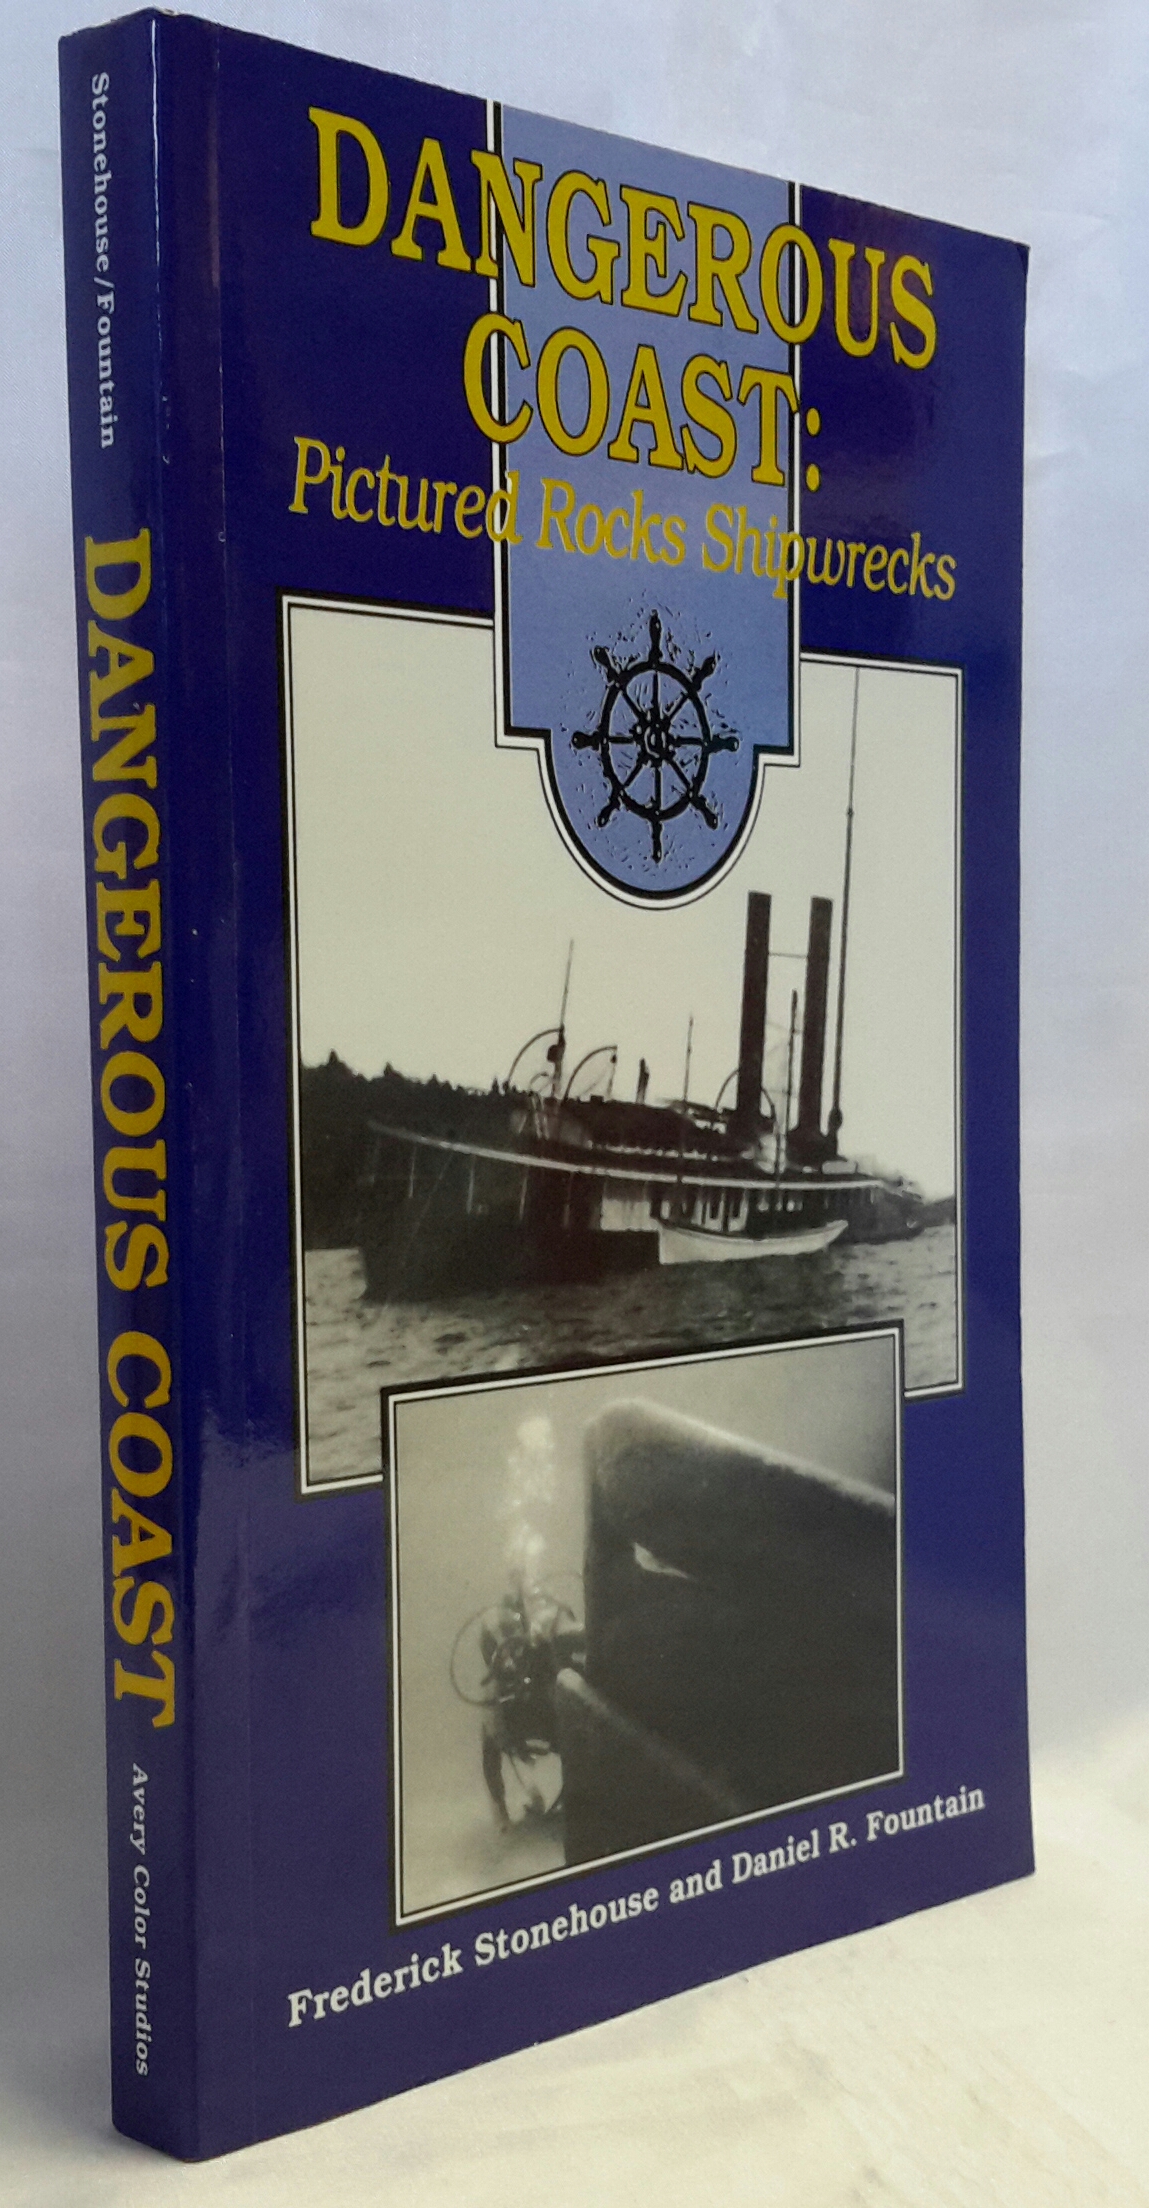 Stonehouse/Fountain
DANGEROUS COAST
Avery Color Studios
DANGEROUS
COAST:
Pictured Rocks Shipwrecks
Frederick Stonehouse and Daniel R. Fountain